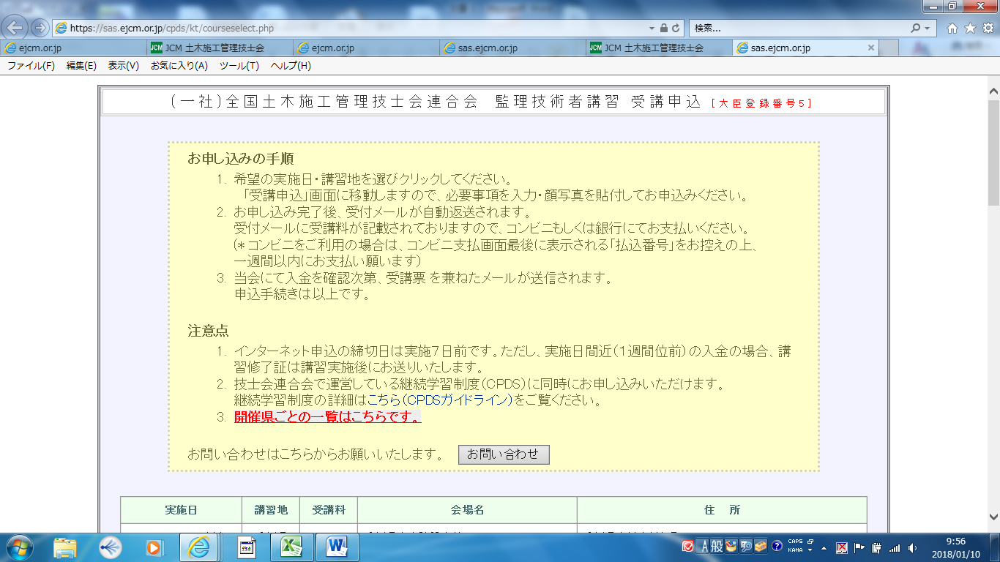 https://sas.ejcm.or.jp/cpds/kt/courseselect.php
検索...
ejcm.or.jp
JCM 土木施工管理技士会
ejcm.or.jp
sas.ejcm.or.jp
JCM 土木施工管理技士会
sas.ejcm.or.jp
ファイル(F) 編集(E) 表示(V) お気に入り(A) ツール(T) ヘルプ(H)
(一社)全国土木施工管理技士会連合会 監理技術者講習 受講申込 [大臣登録番号5]
お申し込みの手順
1. 希望の実施日・講習地を選びクリックしてください。
「受講申込」画面に移動しますので、必要事項を入力・顔写真を貼付してお申込みください。
2. お申し込み完了後、受付メールが自動返送されます。
受付メールに受講料が記載されておりますので、コンビニもしくは銀行にてお支払いください。
(*コンビニをご利用の場合は、コンビニ支払画面最後に表示される「払込番号」をお控えの上、
一週間以内にお支払い願います)
3. 当会にて入金を確認次第、受講票 を兼ねたメールが送信されます。
申込手続きは以上です。
注意点
1. インターネット申込の締切日は実施7日前です。ただし、実施日間近(1週間位前)の入金の場合、講
習修了証は講習実施後にお送りいたします。
2. 技士会連合会で運営している継続学習制度(CPDS)に同時にお申し込みいただけます。
継続学習制度の詳細はこちら(CPDSガイドライン)をご覧ください。
3. 開催県ごとの一覧はこちらです。
お問い合わせはこちらからお願いいたします。 お問い合わせ
実施日 講習地 受講料 会場名 住 所
A 般 CAPS
KANA
9:56
2018/01/10